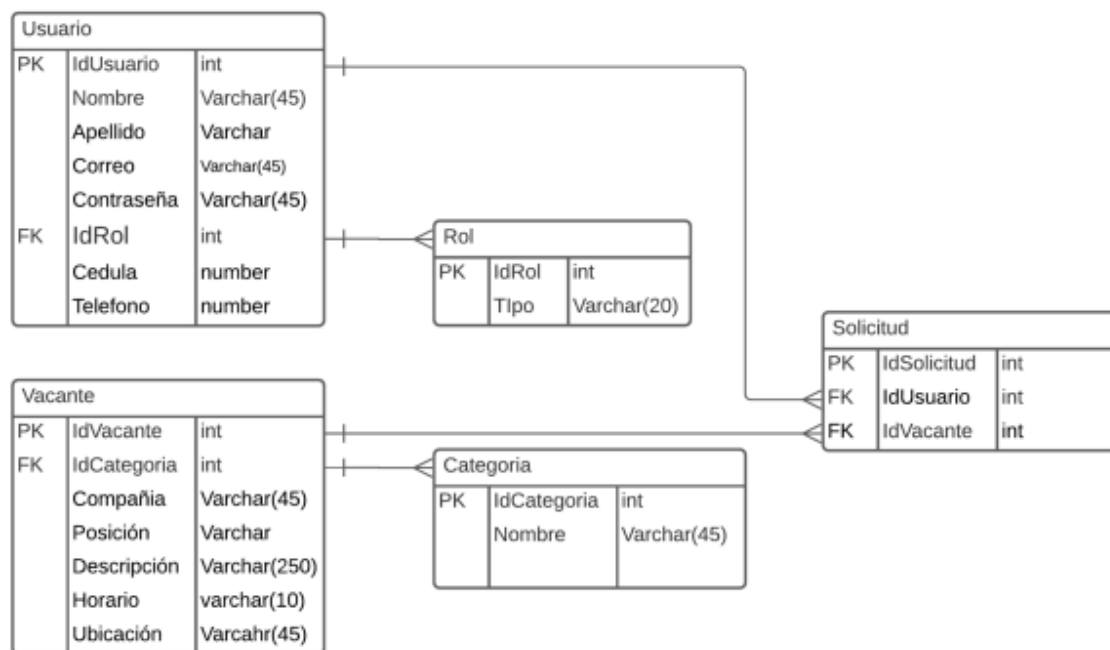 Usuario
PK IdUsuario int
Nombre Varchar(45)
Apellido Varchar
Correo Varchar(45)
Contraseña Varchar(45)
FK IdRol int
Cedula number
Telefono number
Rol
PK IdRol int
TIpo Varchar(20)
Solicitud
PK IdSolicitud int
FK IdUsuario int
FK IdVacante int
Vacante
PK IdVacante int
FK IdCategoria int
Compañia Varchar(45)
Posición Varchar
Descripción Varchar(250)
Horario varchar(10)
Ubicación Varcahr(45)
Categoria
PK IdCategoria int
Nombre Varchar(45)